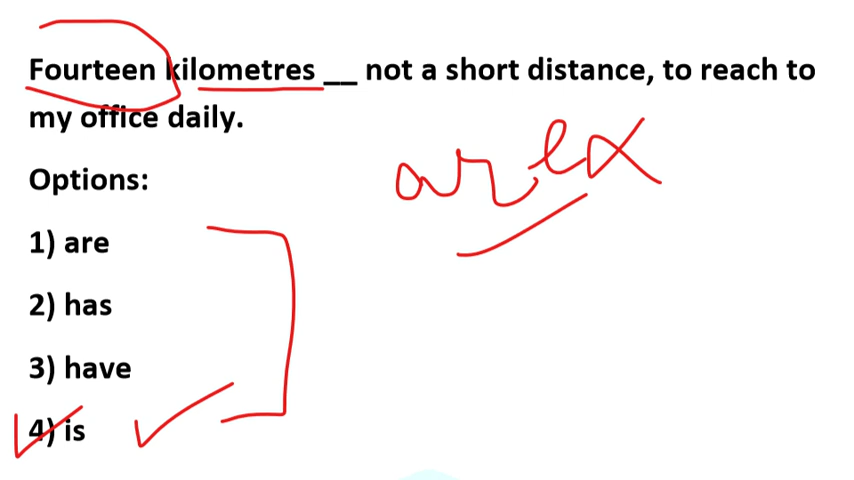 Fourteen kilometres __ not a short distance, to reach to
my office daily.
are x
Options:
1) are
2) has
3) have
4) is